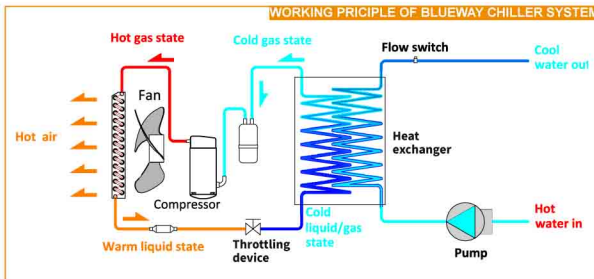 WORKING PRICIPLE OF BLUEWAY CHILLER SYSTEM
Hot gas state
Cold gas state
Flow switch
Cool
water out
Fan
Hot air
Heat
exchanger
Compressor
Cold
liquid/gas
state
Hot
water in
Warm liquid state
Throttling
device
Pump